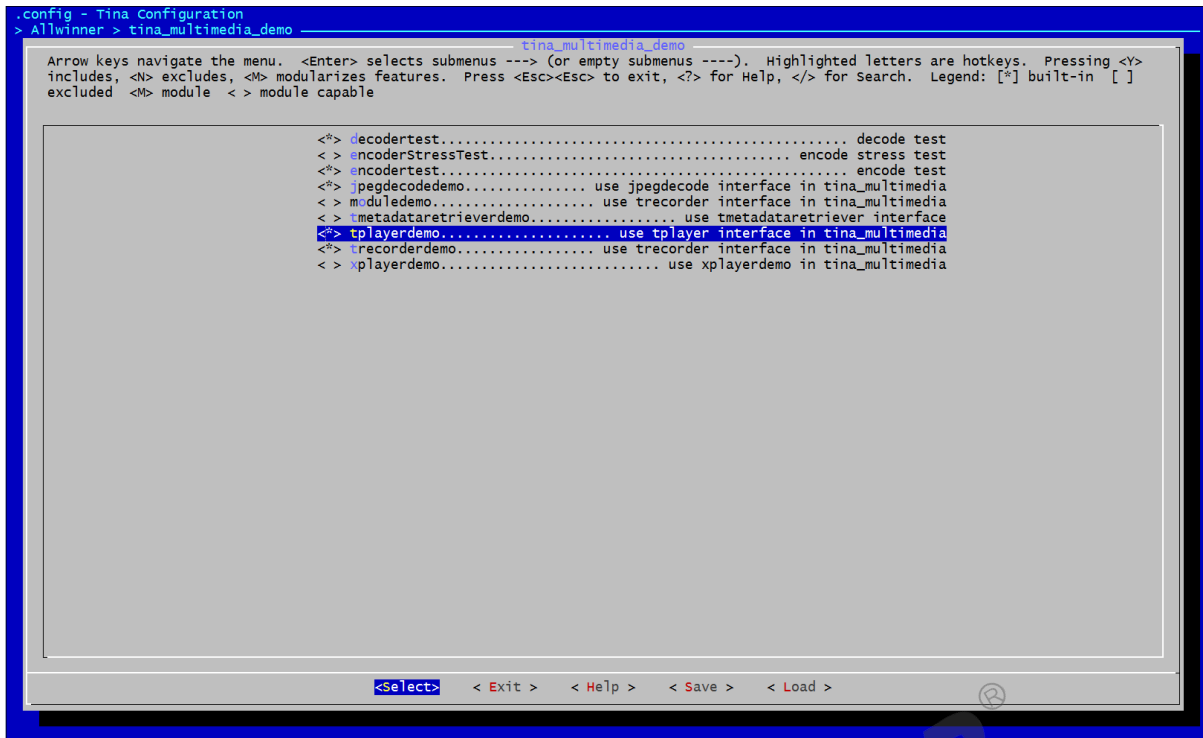 .config - Tina Configuration
> Allwinner > tina_multimedia_demo
tina_multimedia_demo
Arrow keys navigate the menu.  <Enter> selects submenus ---> (or empty submenus ----).  Highlighted letters are hotkeys.  Pressing <Y>
includes, <N> excludes, <M> modularizes features.  Press <Esc><Esc> to exit, <?> for Help, </> for Search.  Legend: [*] built-in  [ ]
excluded  <M> module  < > module capable
<*> decodertest.................................................. decode test
< > encoderStressTest..................................... encode stress test
<*> encodertest.................................................. encode test
<*> jpegdecodedemo............... use jpegdecode interface in tina_multimedia
< > moduledemo.................... use trecorder interface in tina_multimedia
< > tmetadataretrieverdemo.................. use tmetadataretriever interface
<*> tplayerdemo..................... use tplayer interface in tina_multimedia
<*> trecorderdemo................. use trecorder interface in tina_multimedia
< > xplayerdemo........................... use xplayerdemo in tina_multimedia
<Select>    < Exit >    < Help >    < Save >    < Load >
®